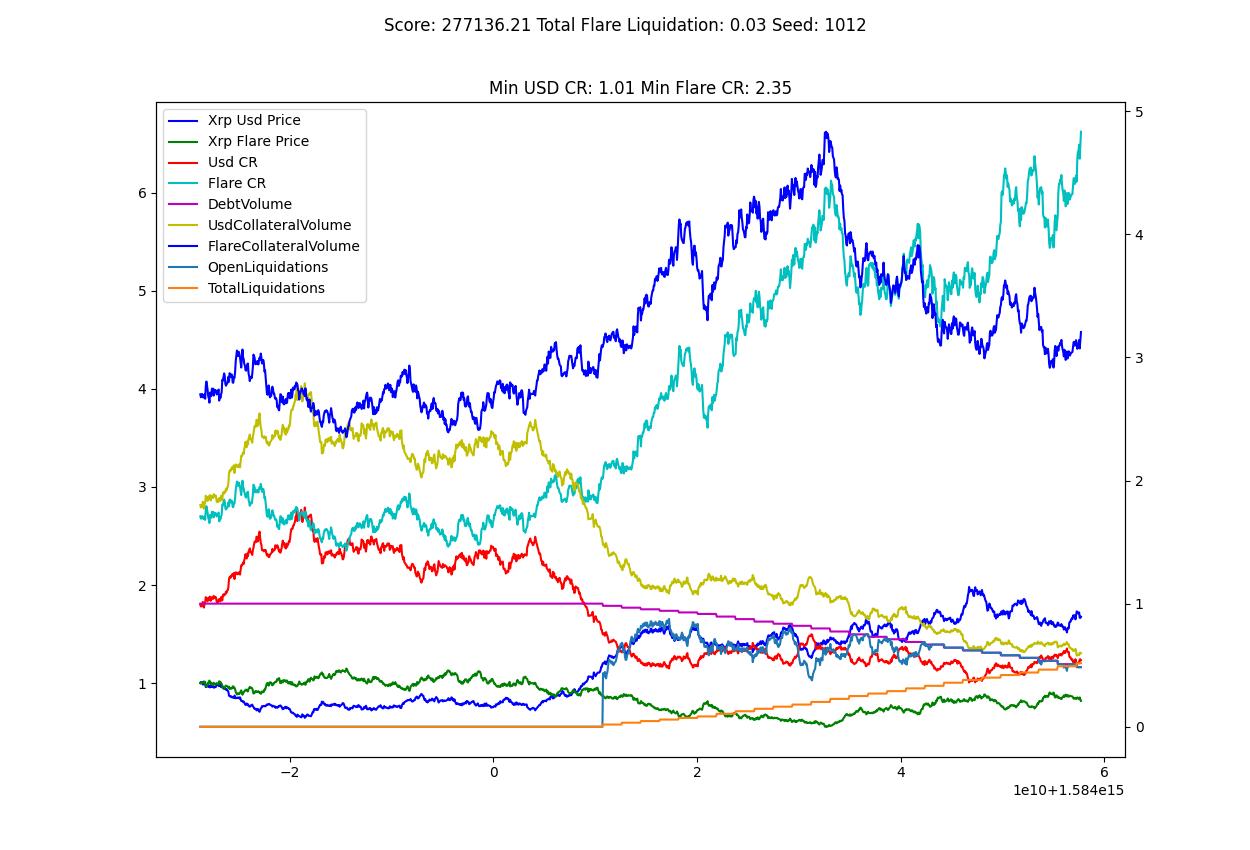 Score: 277136.21 Total Flare Liquidation: 0.03 Seed: 1012
Min USD CR: 1.01 Min Flare CR: 2.35
Xrp Usd Price
Xrp Flare Price
Usd CR
Flare CR
DebtVolume
UsdCollateralVolume
FlareCollateralVolume
OpenLiquidations
TotalLiquidations
6
5
4
3
2
1
5
4
3
2
1
0
−2
0
2
4
6
1e10+1.584e15